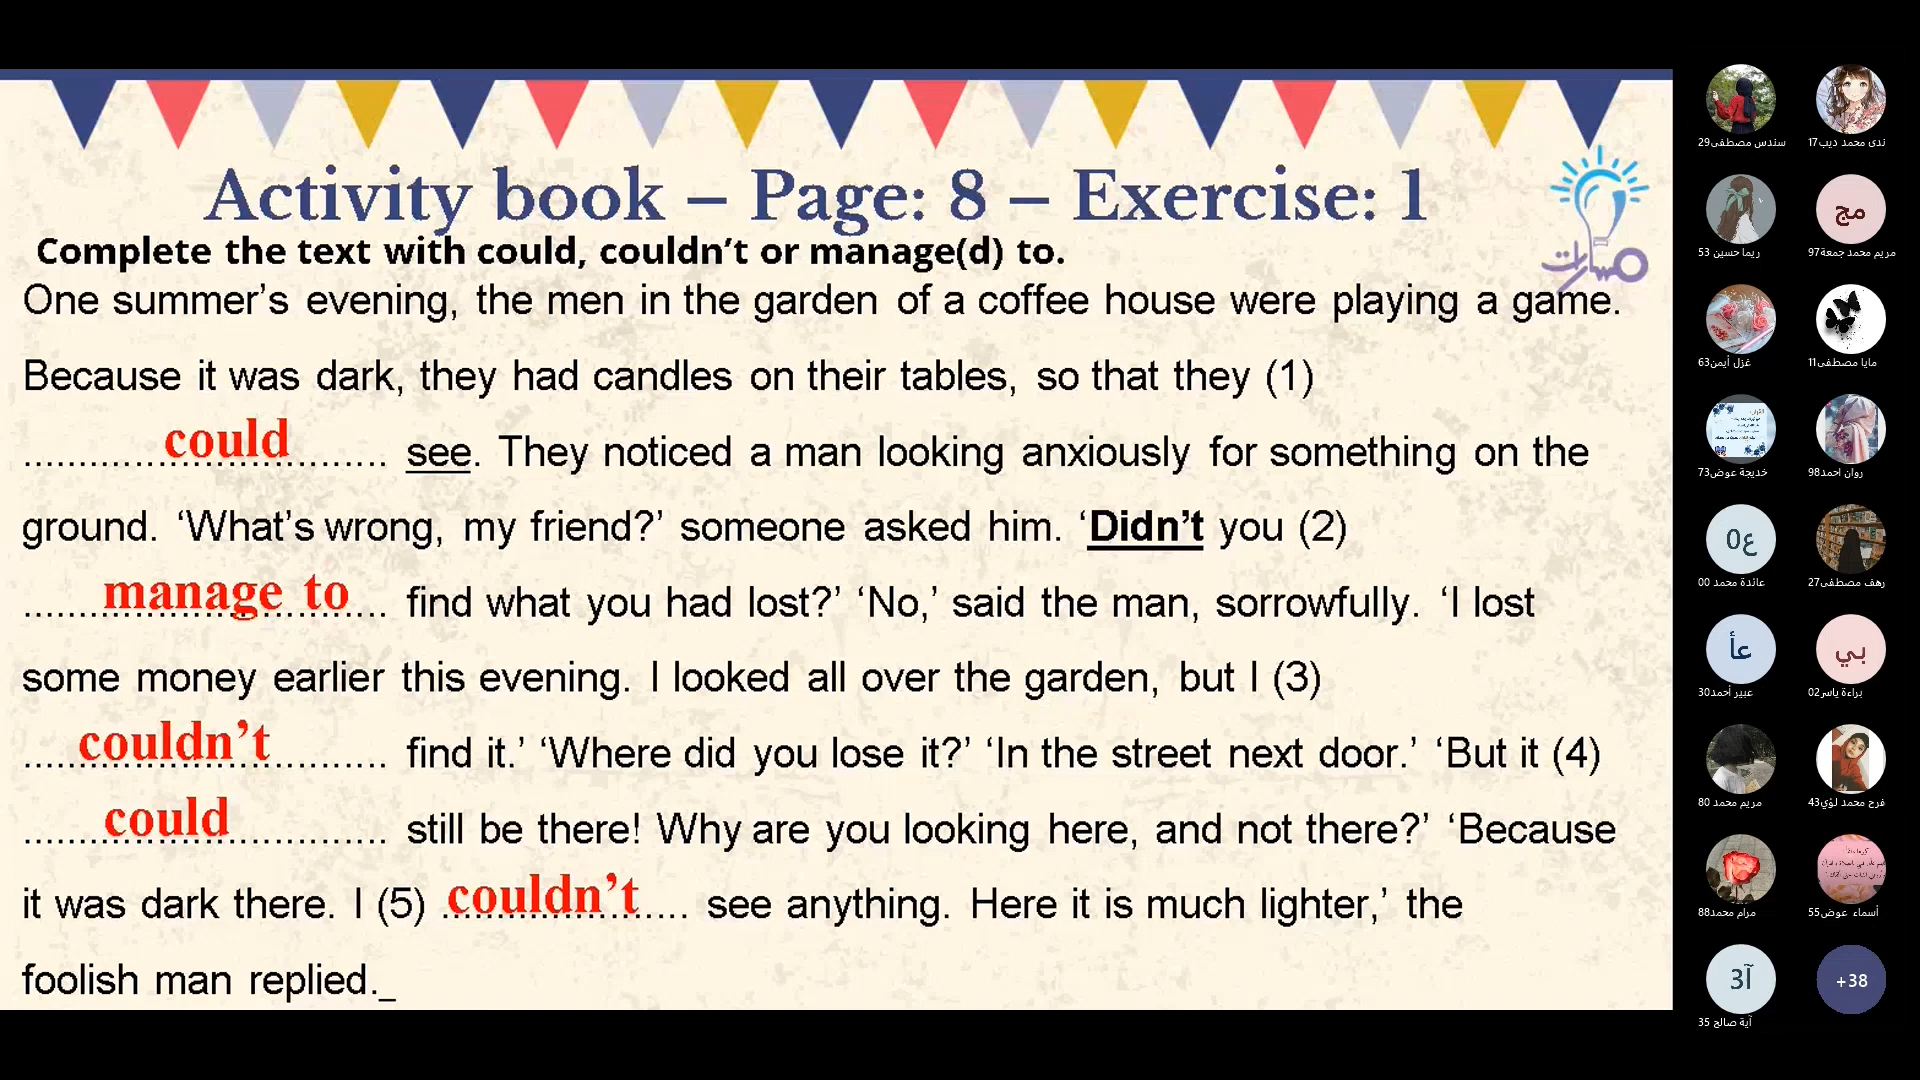 Activity book – Page: 8 – Exercise: 1
مهارات
Complete the text with could, couldn’t or manage(d) to.
One summer’s evening, the men in the garden of a coffee house were playing a game.
Because it was dark, they had candles on their tables, so that they (1)
................................. could see. They noticed a man looking anxiously for something on the
ground. ‘What’s wrong, my friend?’ someone asked him. ‘Didn’t you (2)
................................. manage to find what you had lost?’ ‘No,’ said the man, sorrowfully. ‘I lost
some money earlier this evening. I looked all over the garden, but I (3)
................................. couldn’t find it.’ ‘Where did you lose it?’ ‘In the street next door.’ ‘But it (4)
................................. could still be there! Why are you looking here, and not there?’ ‘Because
it was dark there. I (5) ...................... couldn’t see anything. Here it is much lighter,’ the
foolish man replied._
سندس مصطفى29
ندى محمد ديب17
مج
ريما حسين 53
مريم محمد جمعة97
غزل أيمن63
مايا مصطفى11
خديجة عوض73
روان احمد98
ع0
عائدة محمد 00
رهف مصطفى27
عأ
بي
عبير أحمد30
براءة ياسر02
مريم محمد 80
فرح محمد لؤي43
مرام محمد88
أسماء عوض55
آ3
+38
آية صالح 35